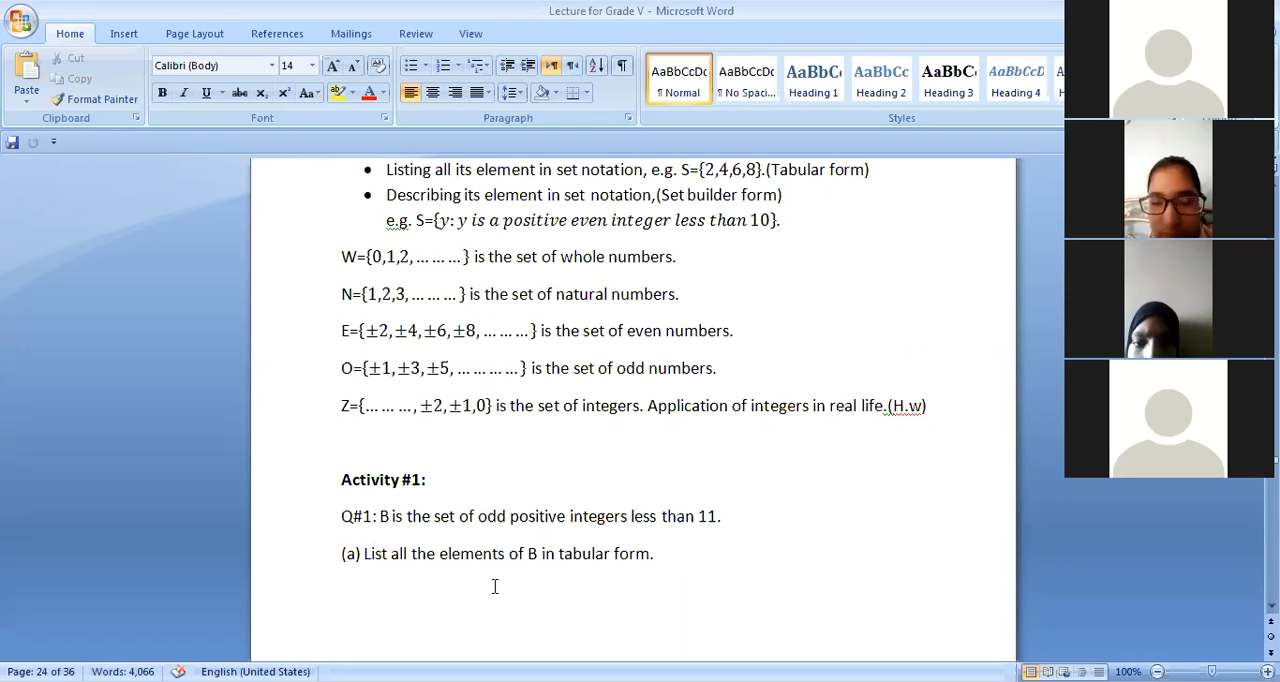 Lecture for Grade V - Microsoft Word
Home Insert Page Layout References Mailings Review View
Cut
Copy
Format Painter
Paste
Clipboard
Calibri (Body) 14
Font
Paragraph
AaBbCcDc AaBbCcDc AaBbC( AaBbCc AaBbCc AaBbCcD
¶ Normal ¶ No Spaci... Heading 1 Heading 2 Heading 3 Heading 4
Styles
• Listing all its element in set notation, e.g. S={2,4,6,8}.(Tabular form)
• Describing its element in set notation,(Set builder form)
e.g. S={y: y is a positive even integer less than 10}.
W={0,1,2, ... ... ... } is the set of whole numbers.
N={1,2,3, ... ... ... } is the set of natural numbers.
E={±2, ±4, ±6, ±8, ... ... ... } is the set of even numbers.
O={±1, ±3, ±5, ... ... ... ... } is the set of odd numbers.
Z={... ... ... , ±2, ±1,0} is the set of integers. Application of integers in real life.(H.w)
Activity #1:
Q#1: B is the set of odd positive integers less than 11.
(a) List all the elements of B in tabular form.
Page: 24 of 36 Words: 4,066 English (United States) 100%